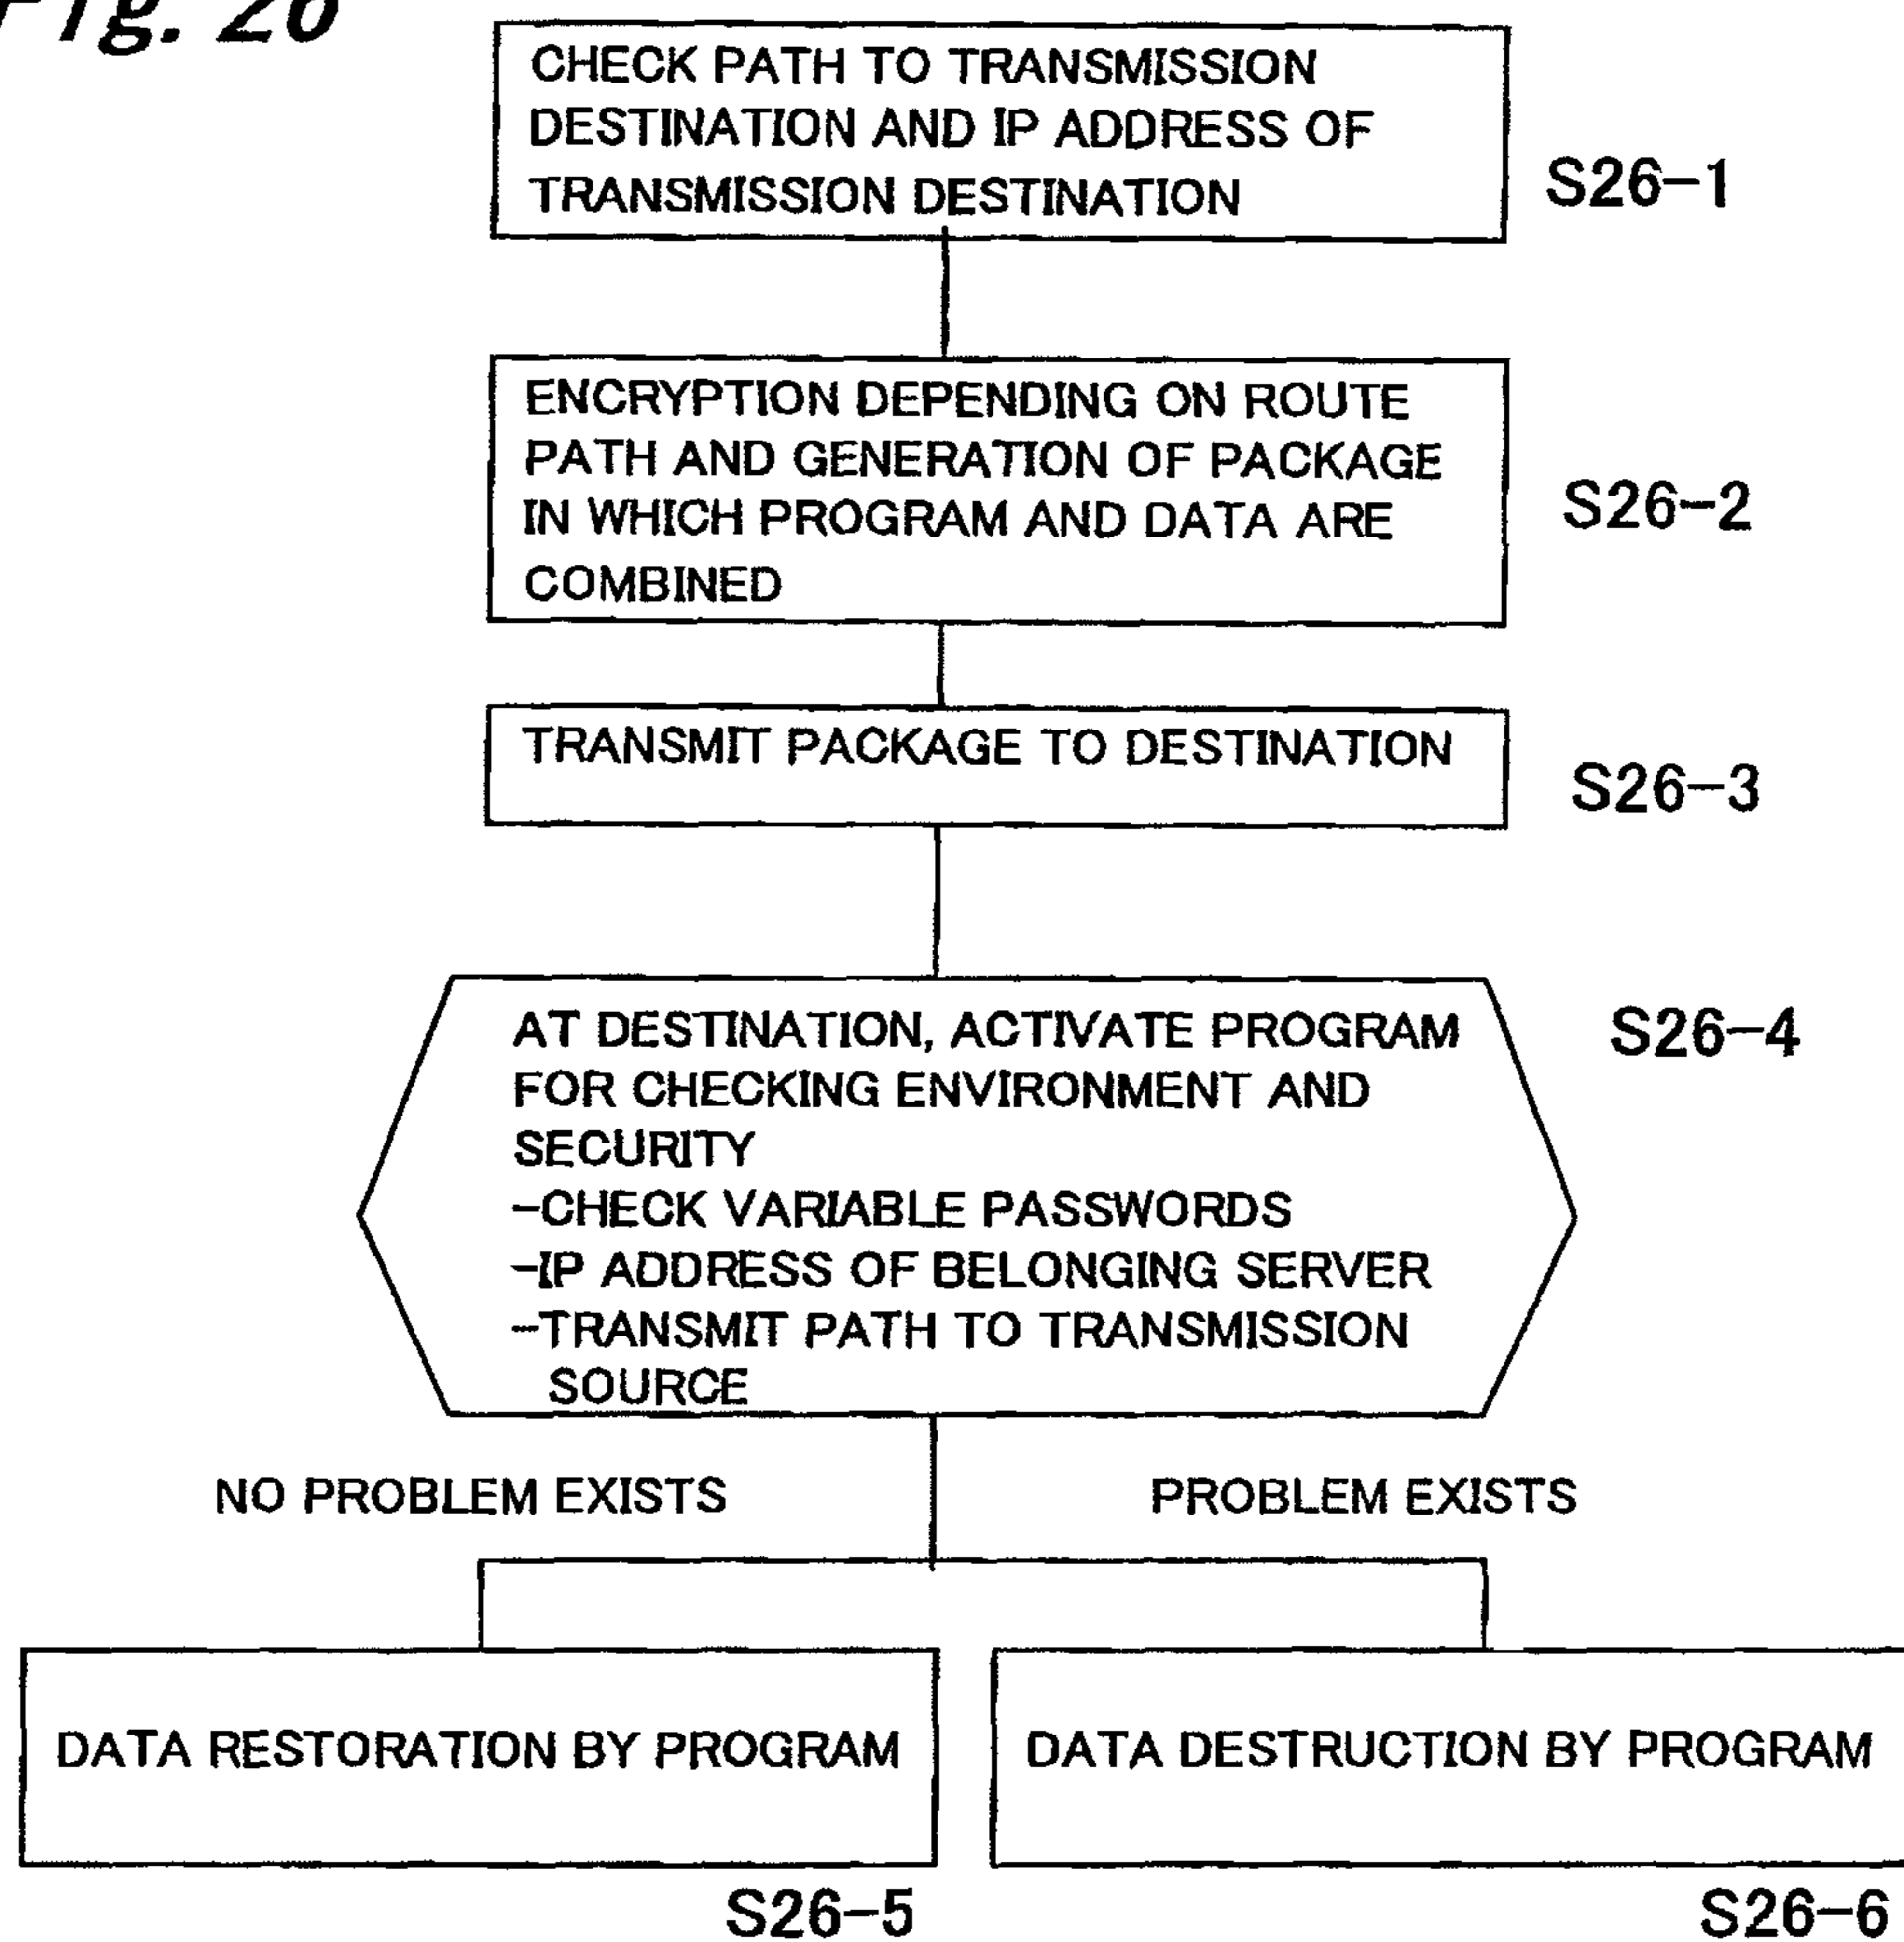 Fig. 26
CHECK PATH TO TRANSMISSION
DESTINATION AND IP ADDRESS OF
TRANSMISSION DESTINATION
S26-1
ENCRYPTION DEPENDING ON ROUTE
PATH AND GENERATION OF PACKAGE
IN WHICH PROGRAM AND DATA ARE
COMBINED
S26-2
TRANSMIT PACKAGE TO DESTINATION
S26-3
AT DESTINATION, ACTIVATE PROGRAM
FOR CHECKING ENVIRONMENT AND
SECURITY
-CHECK VARIABLE PASSWORDS
-IP ADDRESS OF BELONGING SERVER
-TRANSMIT PATH TO TRANSMISSION
SOURCE
S26-4
NO PROBLEM EXISTS
PROBLEM EXISTS
DATA RESTORATION BY PROGRAM
DATA DESTRUCTION BY PROGRAM
S26-5
S26-6